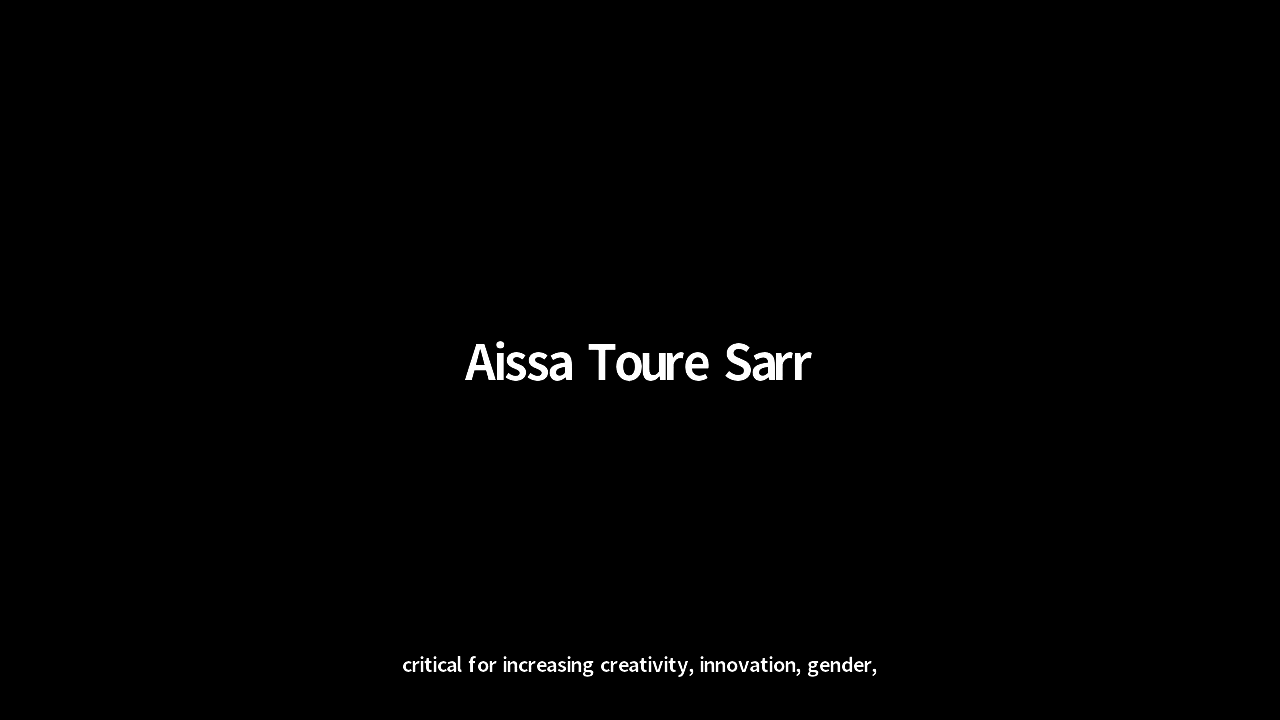 Aissa Toure Sarr
critical for increasing creativity, innovation, gender,